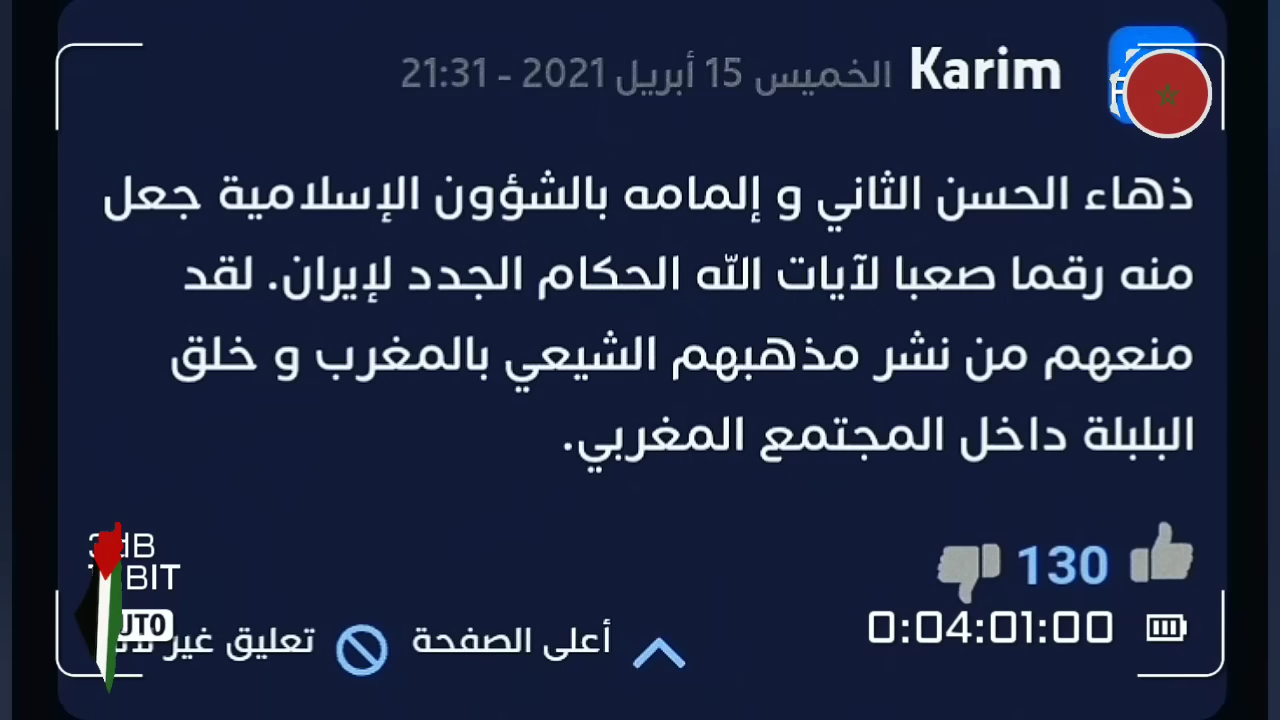 Karim الخميس 15 أبريل 2021 - 21:31
ذهاء الحسن الثاني و إلمامه بالشؤون الإسلامية جعل
منه رقما صعبا لآيات الله الحكام الجدد لإيران. لقد
منعهم من نشر مذهبهم الشيعي بالمغرب و خلق
البلبلة داخل المجتمع المغربي.
130
0:04:01:00
أعلى الصفحة
تعليق غير
BIT